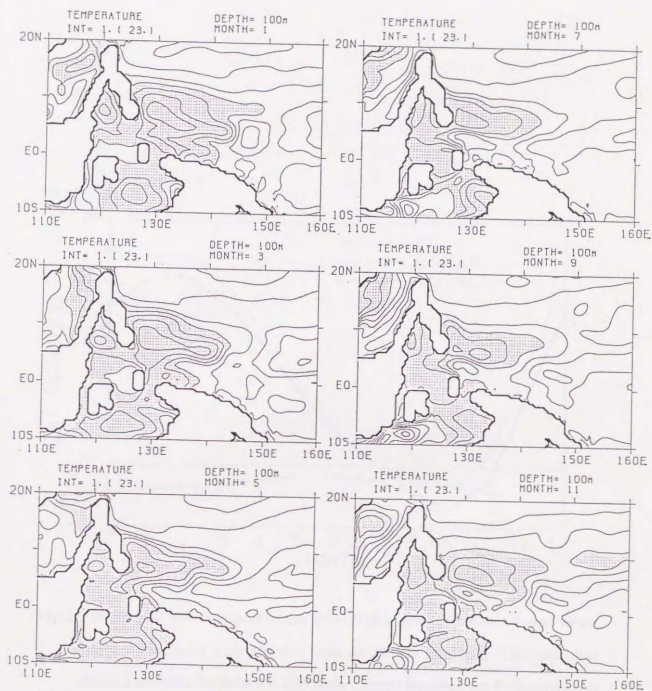 TEMPERATURE DEPTH= 100m
INT= 1. ( 23.) MONTH= 1
20N
EQ
10S
110E 130E 150E 160E
TEMPERATURE DEPTH= 100m
INT= 1. ( 23.) MONTH= 7
20N
EQ
10S
110E 130E 150E 160E
TEMPERATURE DEPTH= 100m
INT= 1. ( 23.) MONTH= 3
20N
EQ
10S
110E 130E 150E 160E
TEMPERATURE DEPTH= 100m
INT= 1. ( 23.) MONTH= 9
20N
EQ
10S
110E 130E 150E 160E
TEMPERATURE DEPTH= 100m
INT= 1. ( 23.) MONTH= 5
20N
EQ
10S
110E 130E 150E 160E
TEMPERATURE DEPTH= 100m
INT= 1. ( 23.) MONTH= 11
20N
EQ
10S
110E 130E 150E 160E